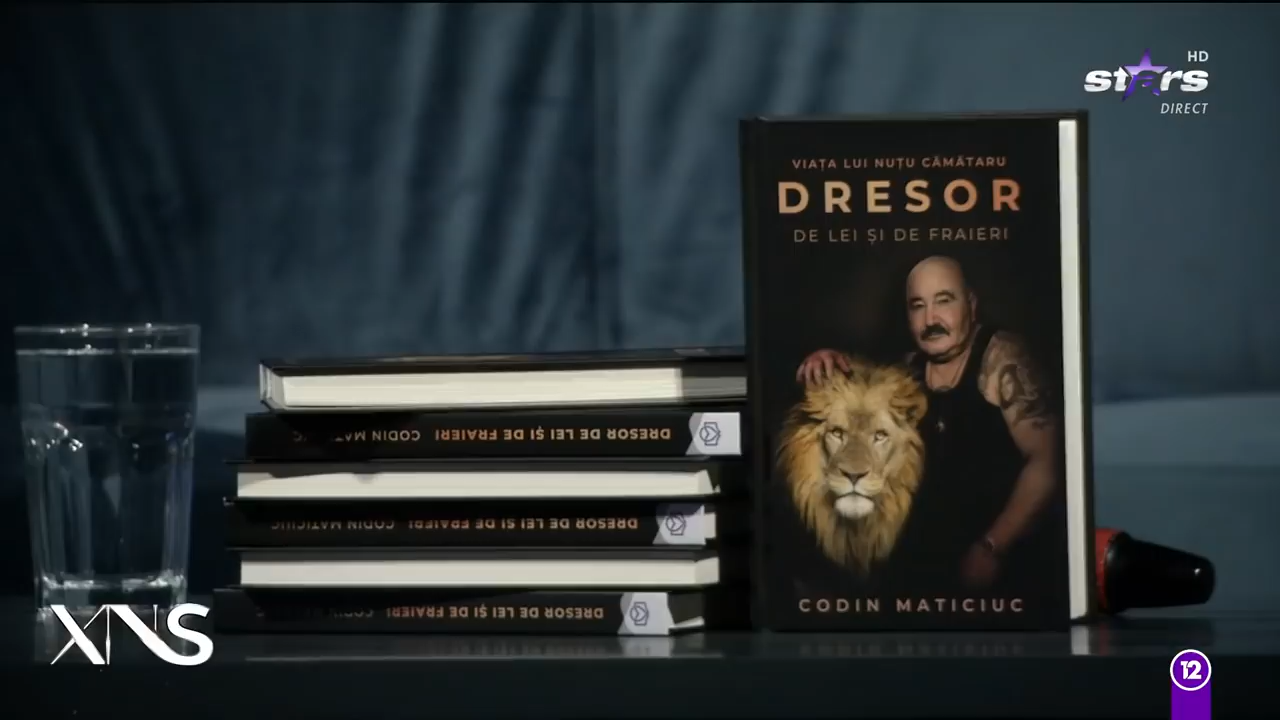 HD
stars
DIRECT
VIAȚA LUI NUȚU CĂMĂTARU
DRESOR
DE LEI ȘI DE FRAIERI
CODIN MATICIUC
DRESOR DE LEI ȘI DE FRAIERI CODIN
DRESOR DE LEI ȘI DE FRAIERI CODIN MATICIUC
DRESOR DE LEI ȘI DE FRAIERI CODIN
XNS
12